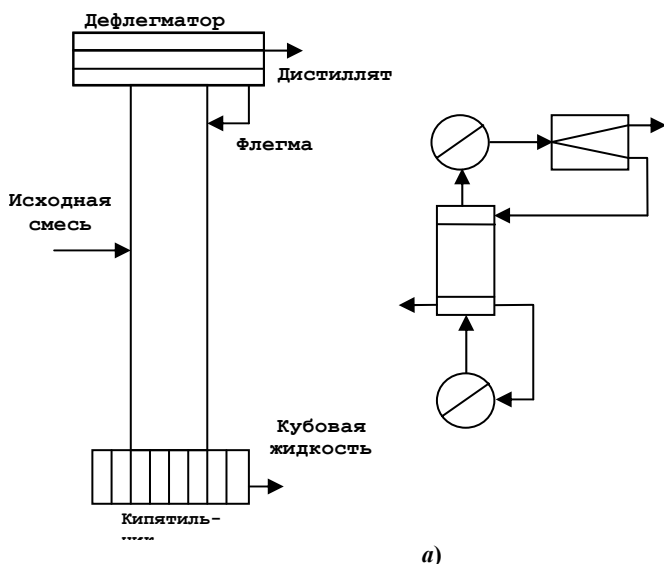 Дефлегматор
Дистиллят
Флегма
Исходная
смесь
Кубовая
жидкость
Кипятиль-
а)